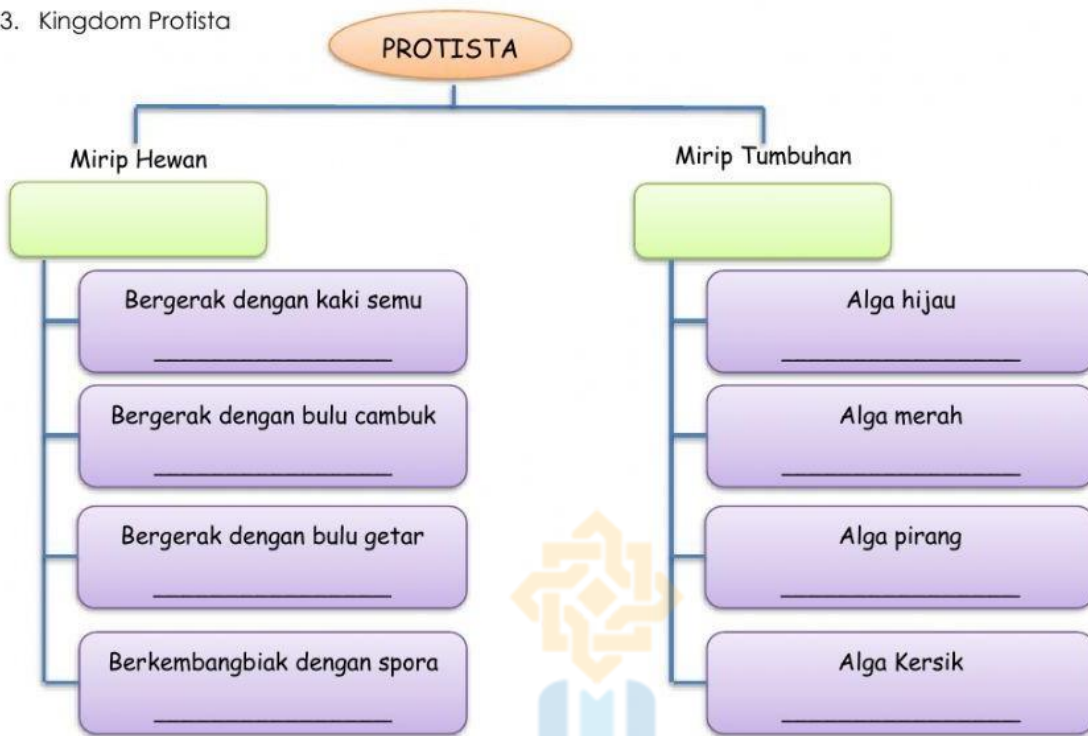 3. Kingdom Protista
PROTISTA
Mirip Hewan
Bergerak dengan kaki semu
Bergerak dengan bulu cambuk
Bergerak dengan bulu getar
Berkembangbiak dengan spora
Mirip Tumbuhan
Alga hijau
Alga merah
Alga pirang
Alga Kersik